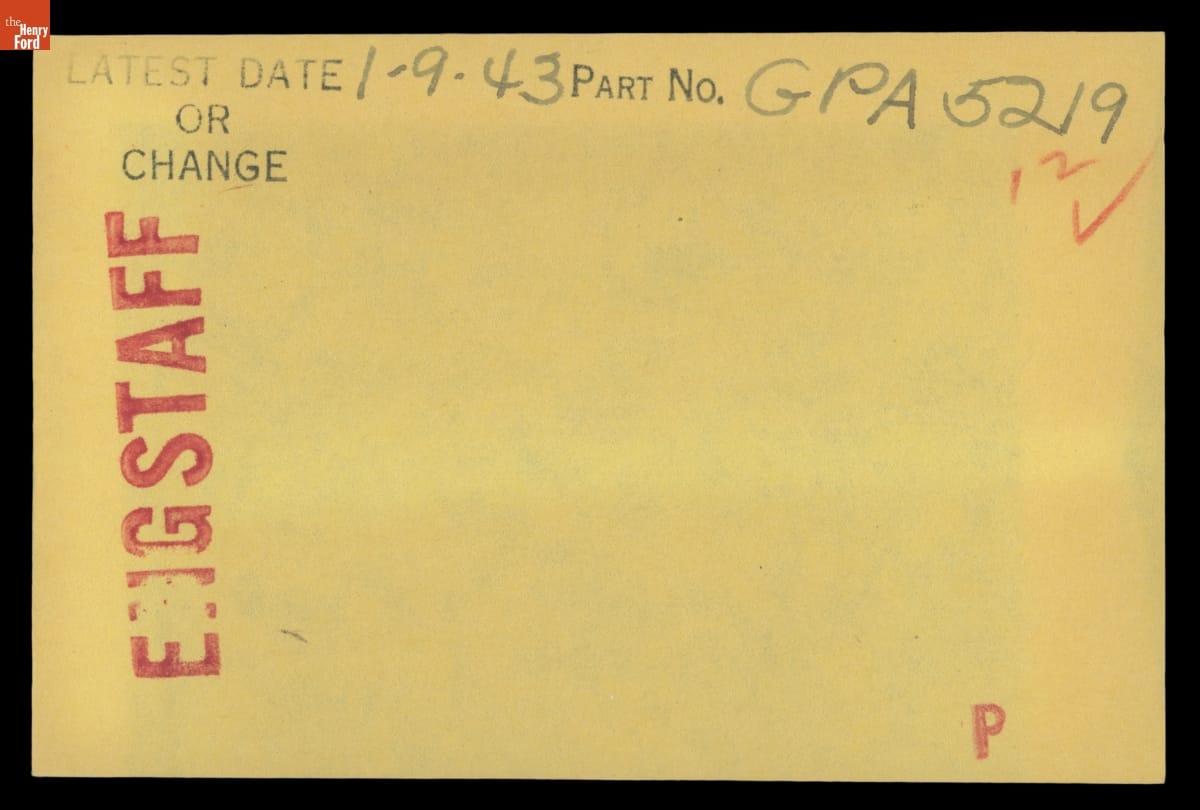 the
Henry
Ford
LATEST DATE 1-9-43 PART NO. GPA 5219
OR
CHANGE
12 ✓
ENGSTAFF
P